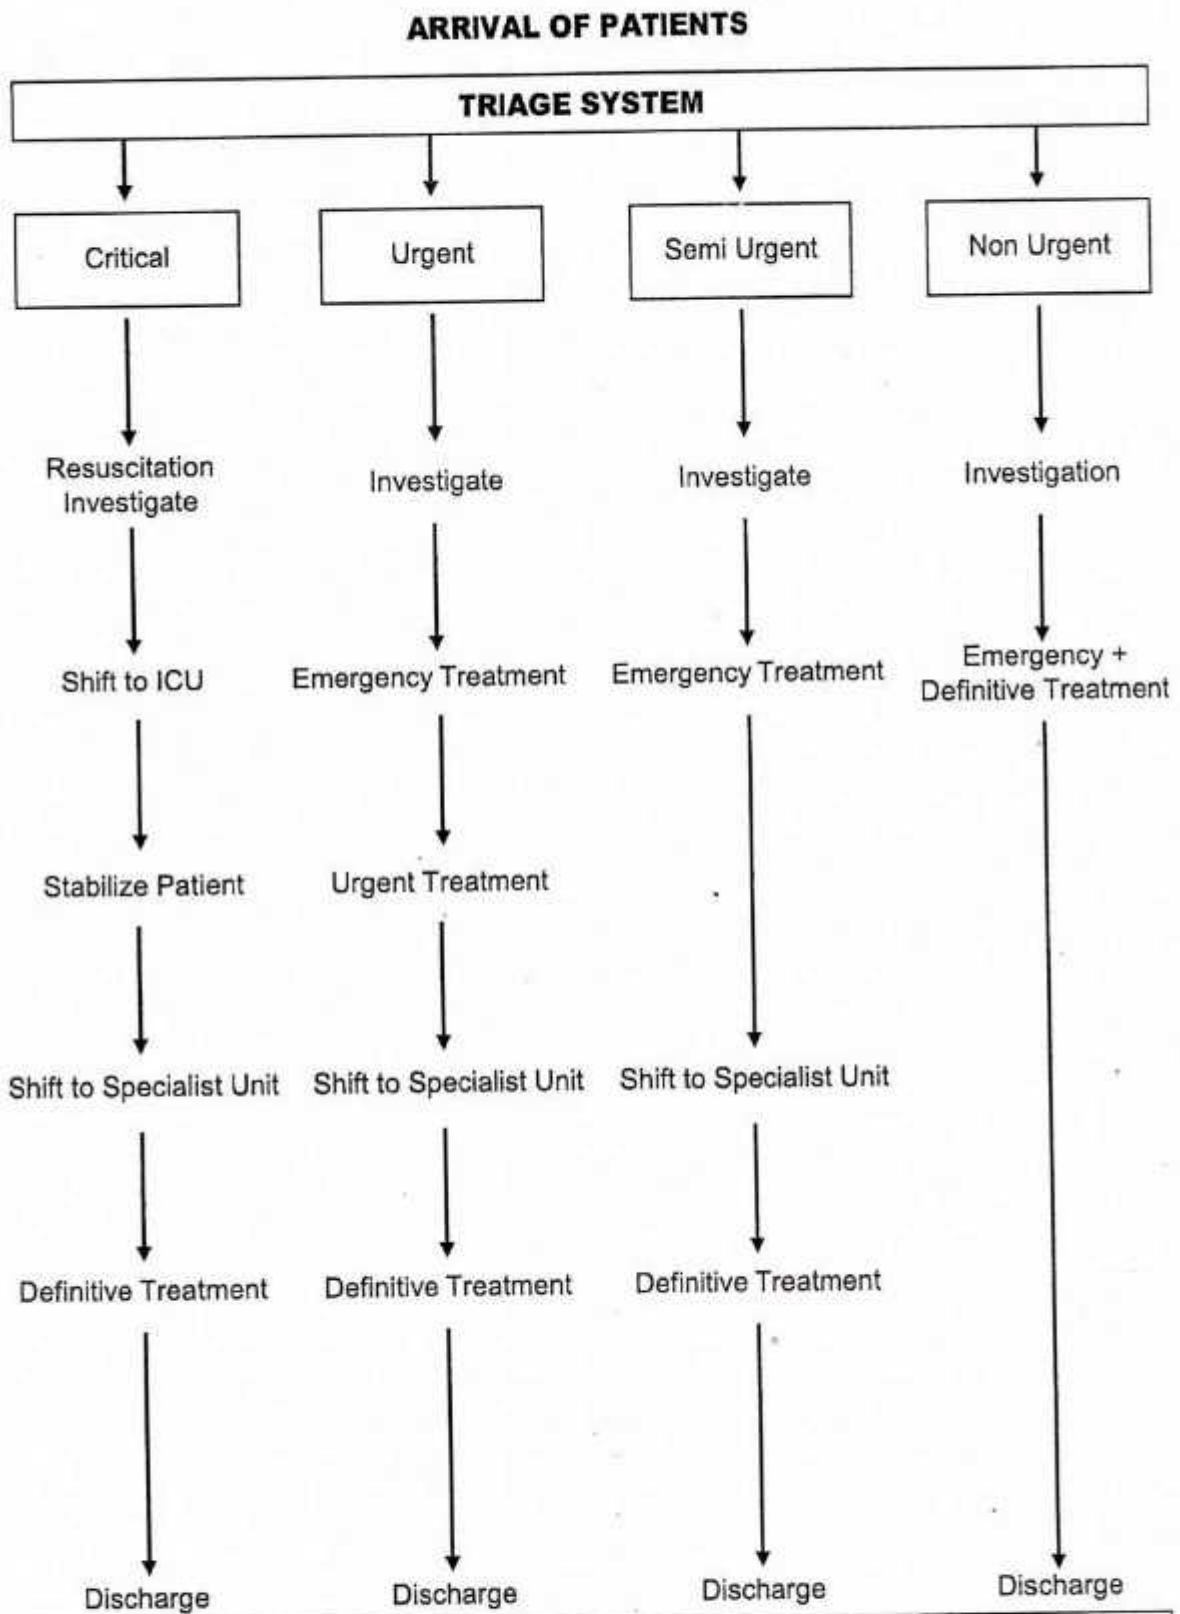 ARRIVAL OF PATIENTS
TRIAGE SYSTEM
Critical
Urgent
Semi Urgent
Non Urgent
Resuscitation
Investigate
Investigate
Investigate
Investigation
Shift to ICU
Emergency Treatment
Emergency Treatment
Emergency +
Definitive Treatment
Stabilize Patient
Urgent Treatment
Shift to Specialist Unit
Shift to Specialist Unit
Shift to Specialist Unit
Definitive Treatment
Definitive Treatment
Definitive Treatment
Discharge
Discharge
Discharge
Discharge